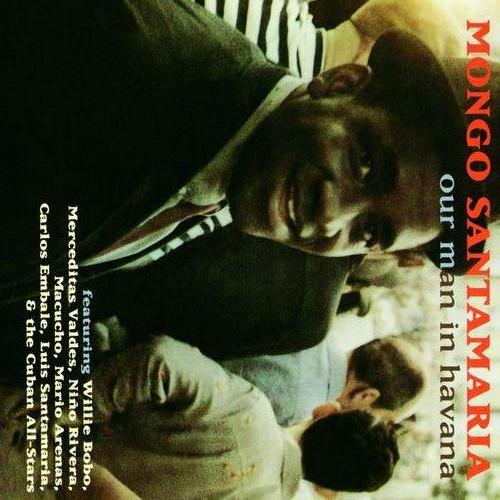 MONGO SANTAMARIA
our man in havana
featuring Willie Bobo,
Merceditas Valdes, Niño Rivera,
Macucho, Mario Arenas,
Carlos Embale, Luis Santamaria,
& the Cuban All-Stars